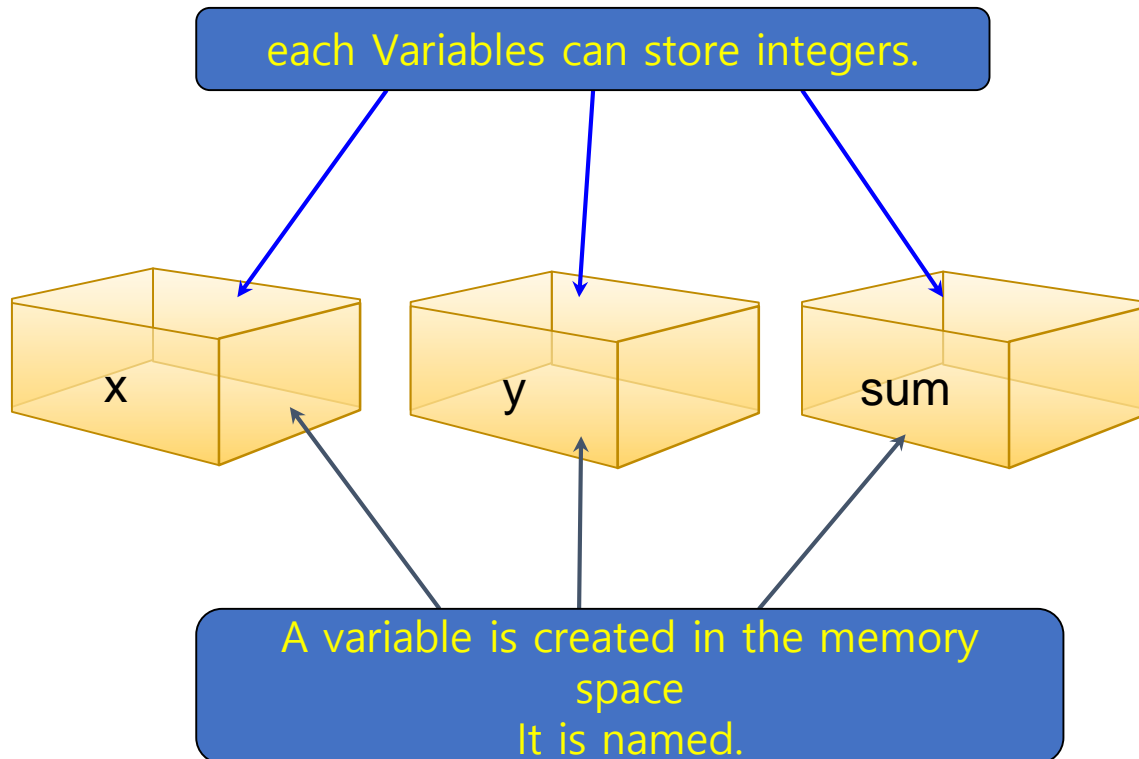 each Variables can store integers.
x
y
sum
A variable is created in the memory
space
It is named.